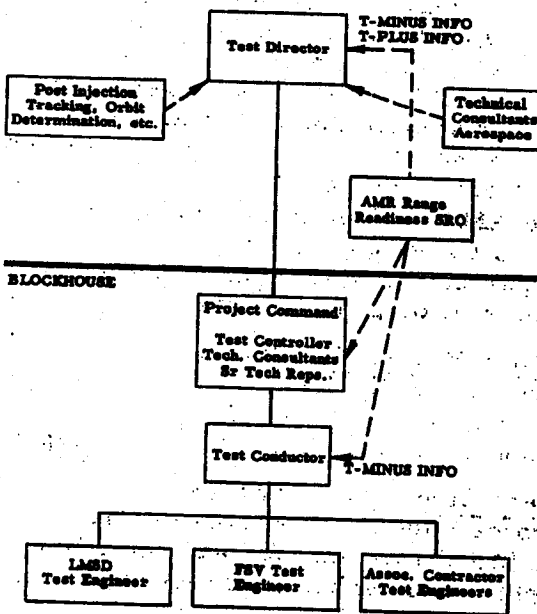 T-MINUS INFO
T-PLUS INFO
Test Director
Post Injection
Tracking, Orbit
Determination, etc.
Technical
Consultants
Aerospace
AMR Range
Readiness SRO
BLOCKHOUSE
Project Command
Test Controller
Tech. Consultants
Sr Tech Reps.
Test Conductor
T-MINUS INFO
LMSD
Test Engineer
FSV Test
Engineer
Assoc. Contractor
Test Engineers